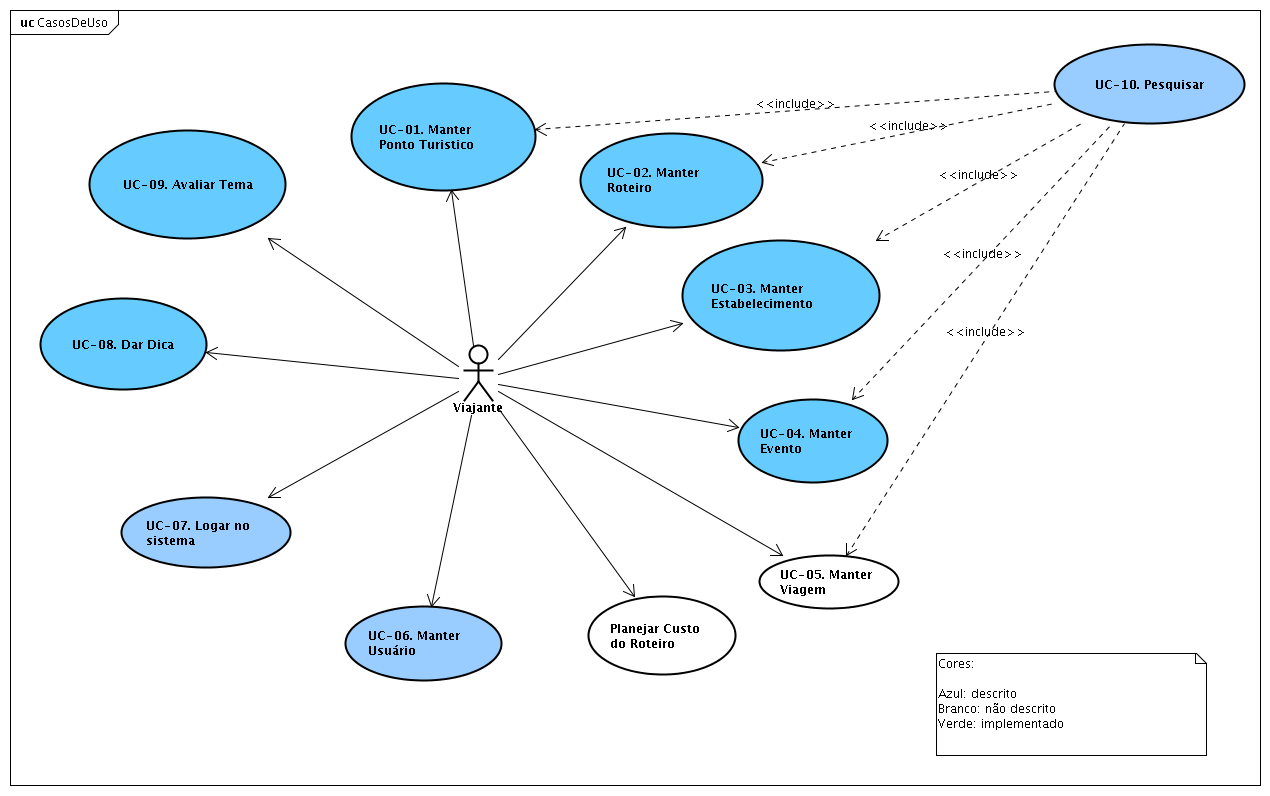 uc CasosDeUso
UC-10. Pesquisar
<<include>>
<<include>>
UC-01. Manter
Ponto Turistico
UC-02. Manter
Roteiro
<<include>>
UC-09. Avaliar Tema
<<include>>
UC-03. Manter
Estabelecimento
<<include>>
UC-08. Dar Dica
Viajante
UC-04. Manter
Evento
UC-07. Logar no
sistema
UC-05. Manter
Viagem
UC-06. Manter
Usuário
Planejar Custo
do Roteiro
Cores:
Azul: descrito
Branco: não descrito
Verde: implementado